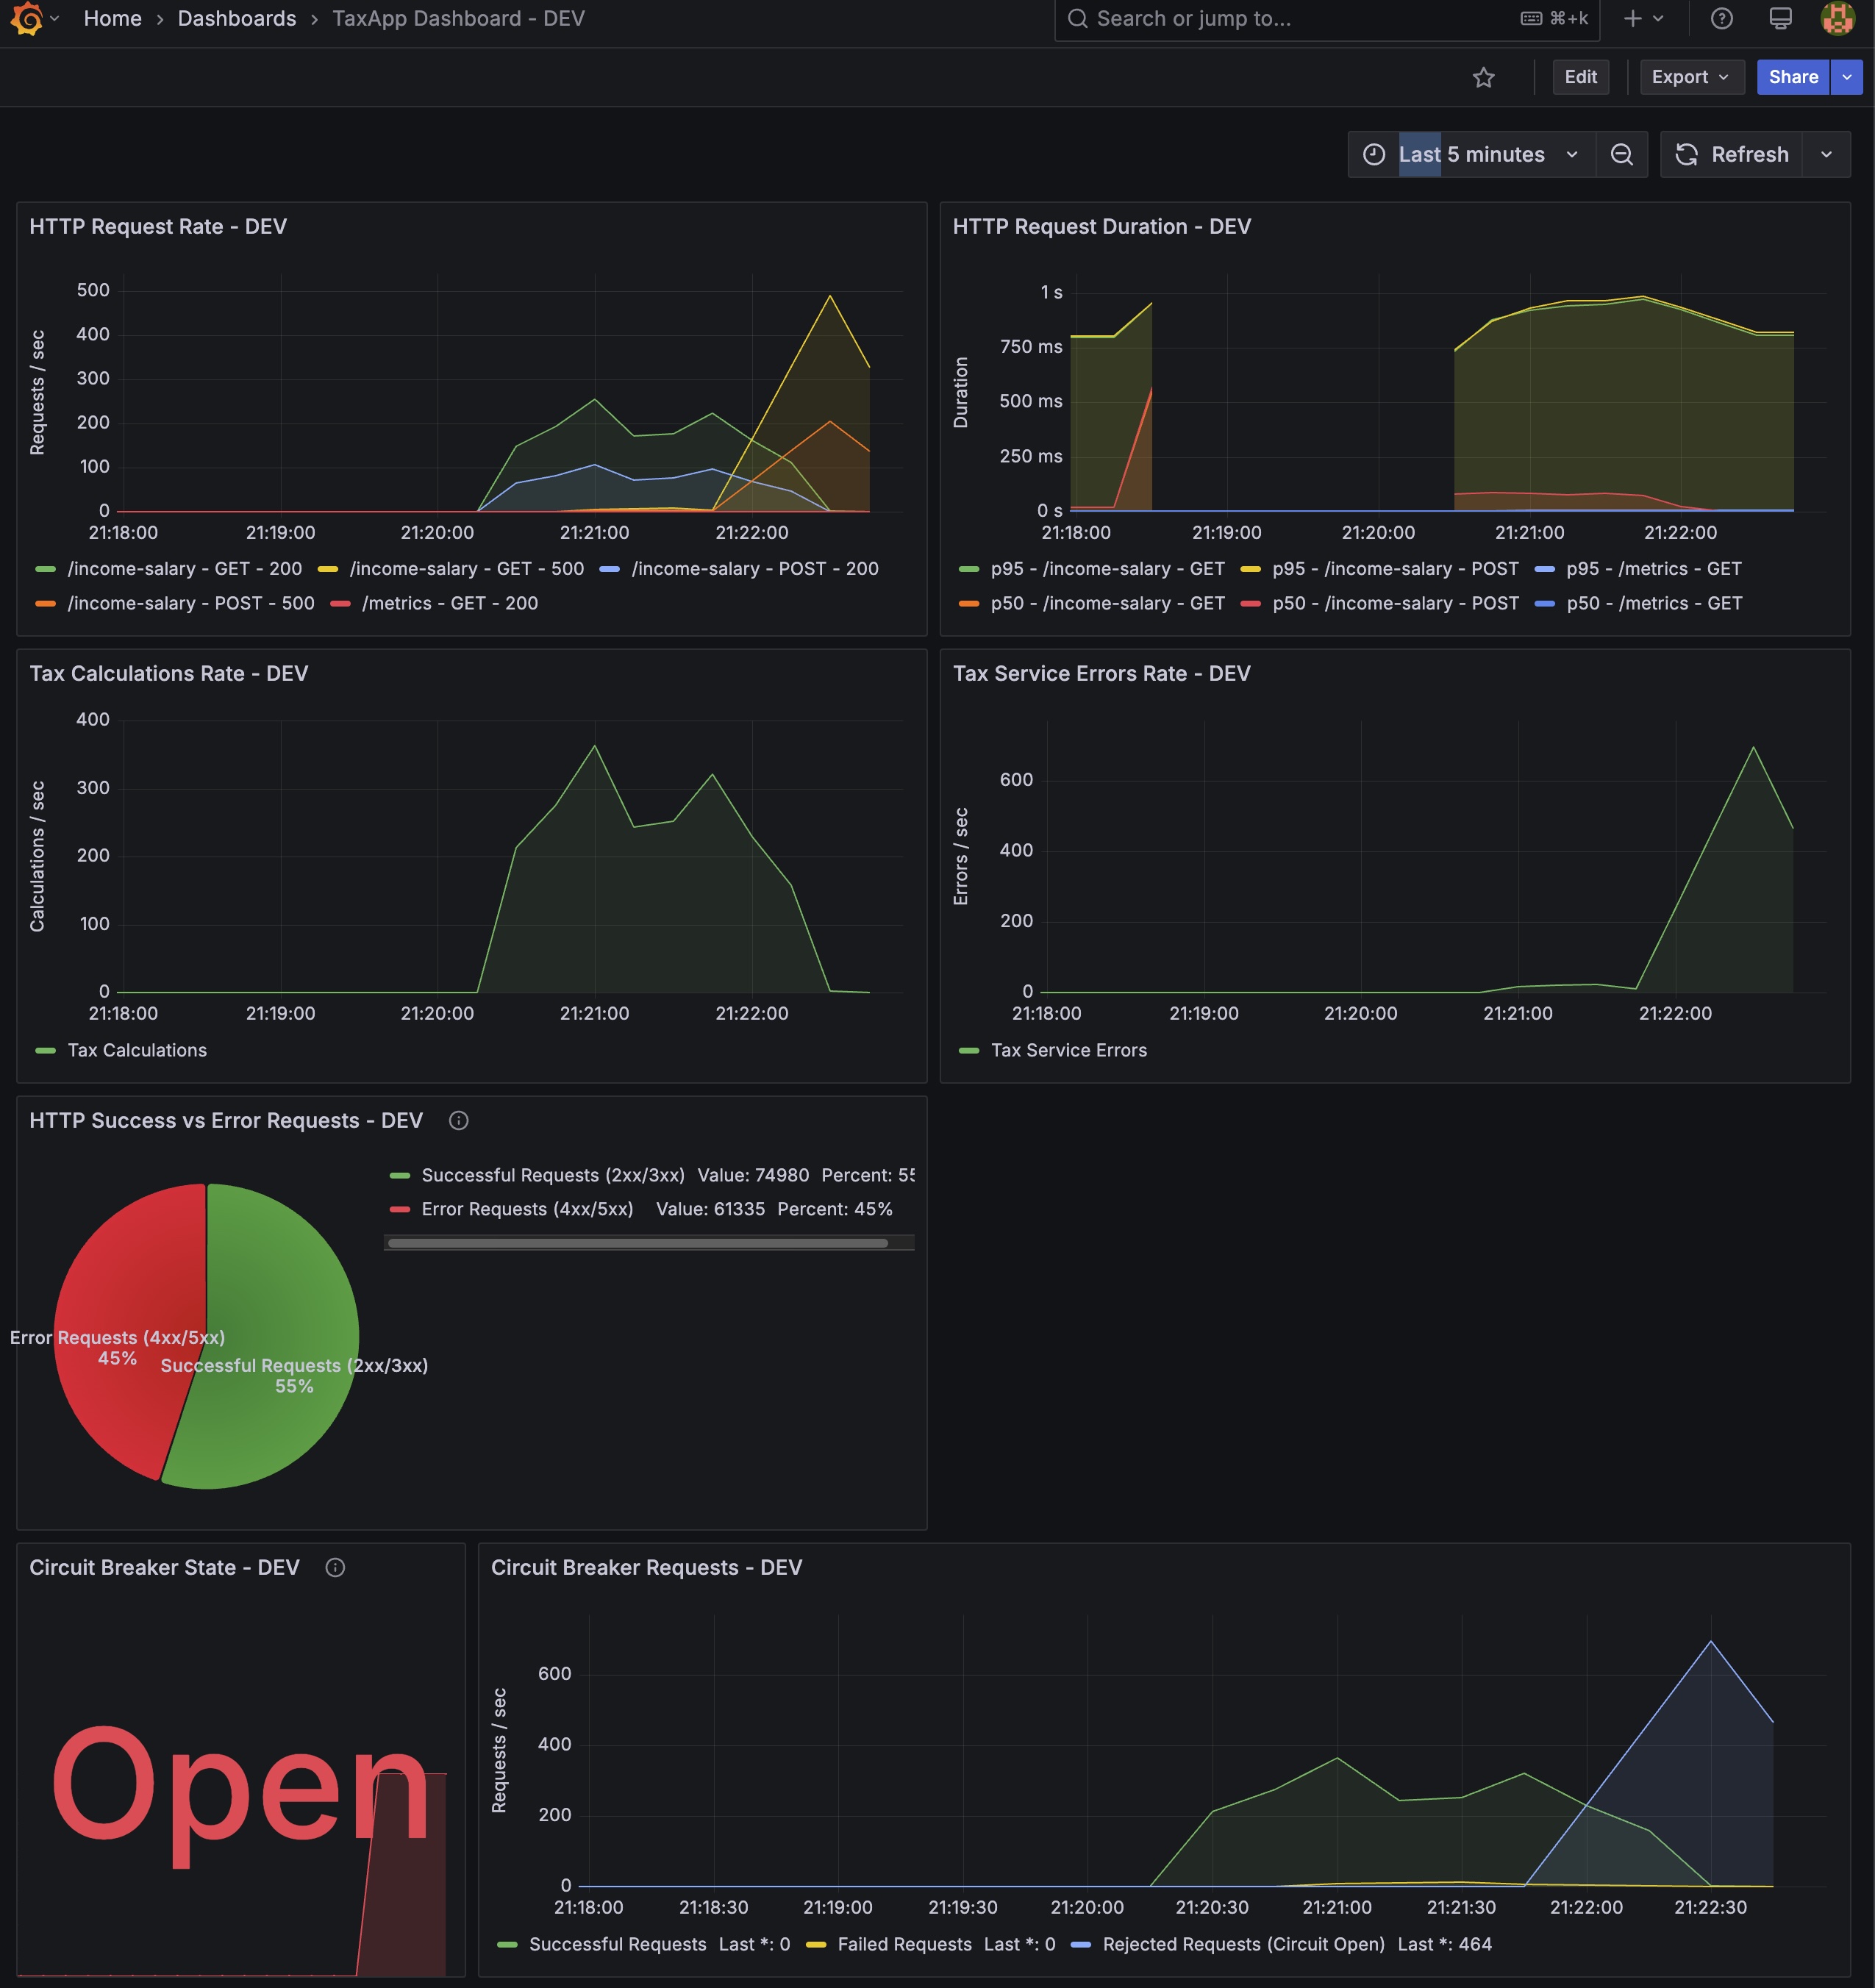 Home › Dashboards › TaxApp Dashboard - DEV
Search or jump to... ⌘+k
Edit Export Share
Last 5 minutes Refresh
HTTP Request Rate - DEV
Requests / sec
500
400
300
200
100
0
21:18:00 21:19:00 21:20:00 21:21:00 21:22:00
/income-salary - GET - 200 /income-salary - GET - 500 /income-salary - POST - 200
/income-salary - POST - 500 /metrics - GET - 200
HTTP Request Duration - DEV
Duration
1 s
750 ms
500 ms
250 ms
0 s
21:18:00 21:19:00 21:20:00 21:21:00 21:22:00
p95 - /income-salary - GET p95 - /income-salary - POST p95 - /metrics - GET
p50 - /income-salary - GET p50 - /income-salary - POST p50 - /metrics - GET
Tax Calculations Rate - DEV
Calculations / sec
400
300
200
100
0
21:18:00 21:19:00 21:20:00 21:21:00 21:22:00
Tax Calculations
Tax Service Errors Rate - DEV
Errors / sec
600
400
200
0
21:18:00 21:19:00 21:20:00 21:21:00 21:22:00
Tax Service Errors
HTTP Success vs Error Requests - DEV
Successful Requests (2xx/3xx) Value: 74980 Percent: 55
Error Requests (4xx/5xx) Value: 61335 Percent: 45%
Error Requests (4xx/5xx)
45%
Successful Requests (2xx/3xx)
55%
Circuit Breaker State - DEV
Open
Circuit Breaker Requests - DEV
Requests / sec
600
400
200
0
21:18:00 21:18:30 21:19:00 21:19:30 21:20:00 21:20:30 21:21:00 21:21:30 21:22:00 21:22:30
Successful Requests Last *: 0 Failed Requests Last *: 0 Rejected Requests (Circuit Open) Last *: 464